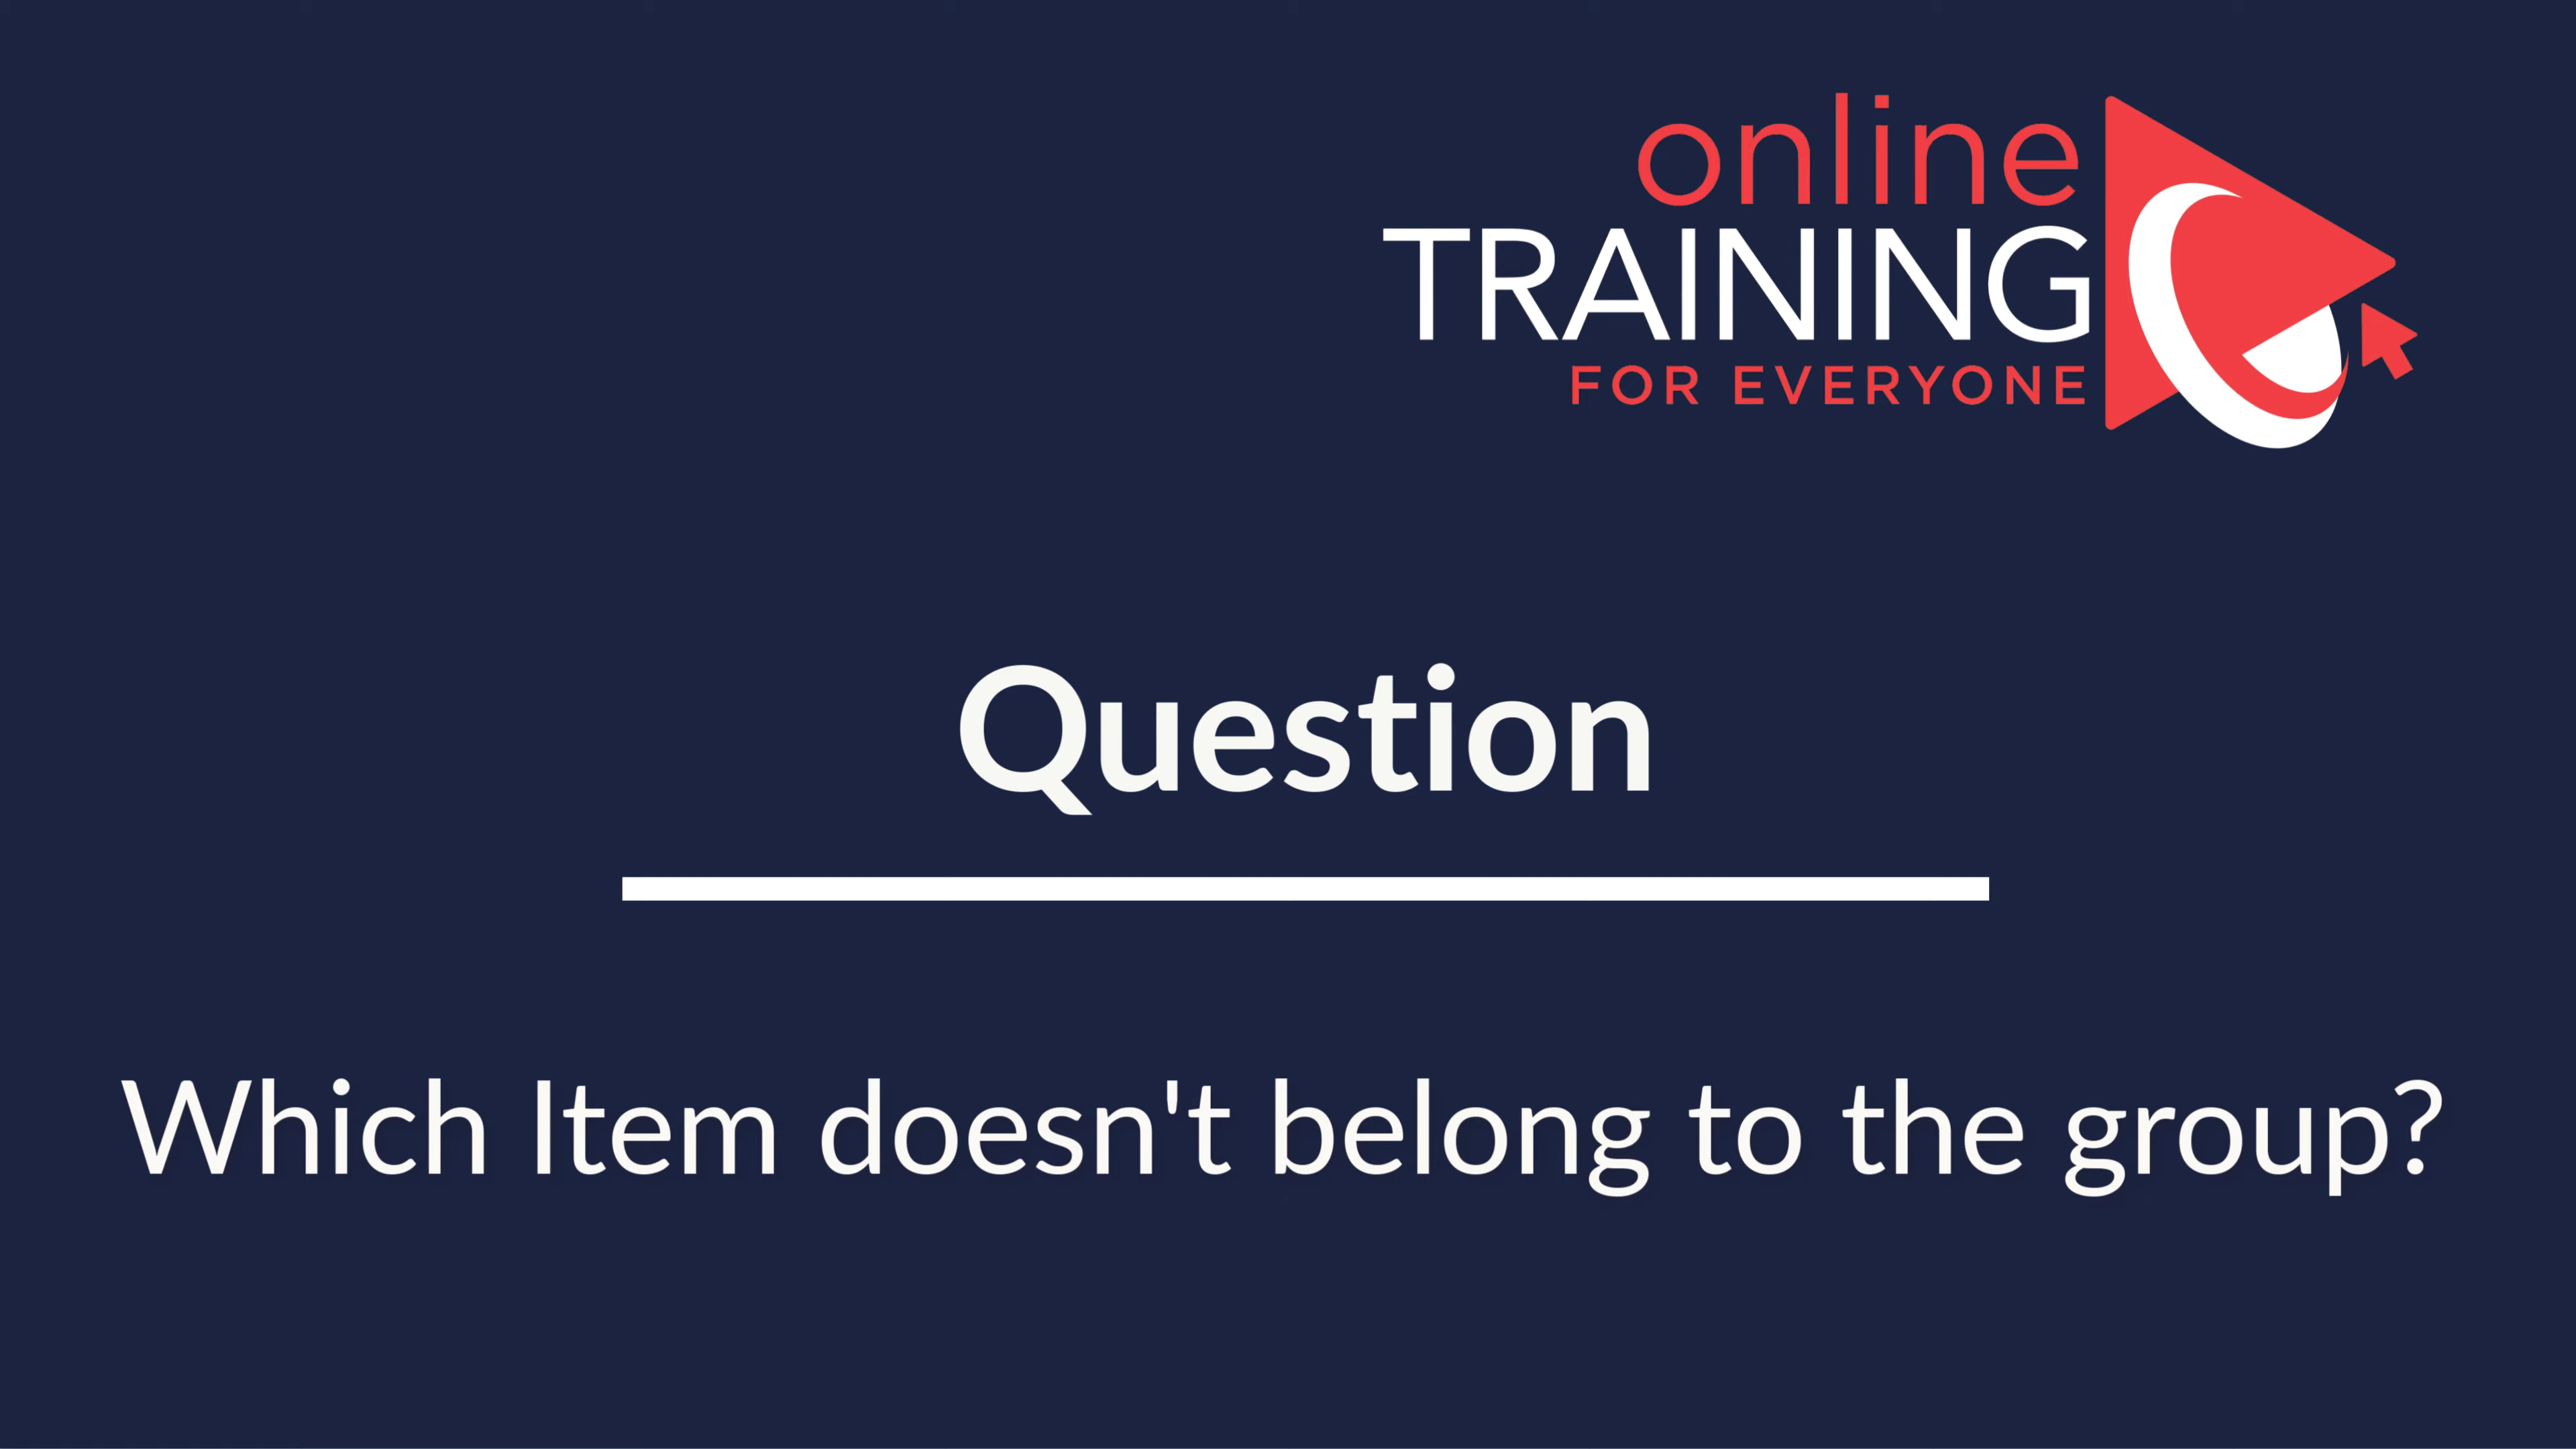 online
TRAINING
FOR EVERYONE
Question
Which Item doesn't belong to the group?